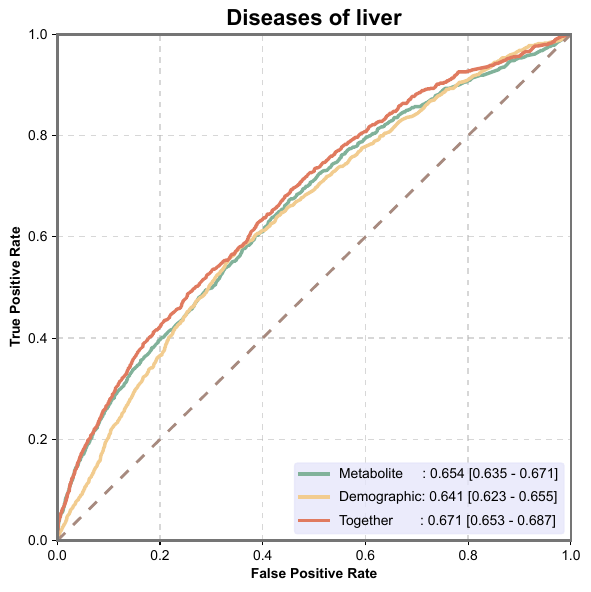 Diseases of liver
1.0
0.8
0.6
0.4
0.2
0.0
True Positive Rate
Metabolite : 0.654 [0.635 - 0.671]
Demographic: 0.641 [0.623 - 0.655]
Together : 0.671 [0.653 - 0.687]
0.0 0.2 0.4 0.6 0.8 1.0
False Positive Rate